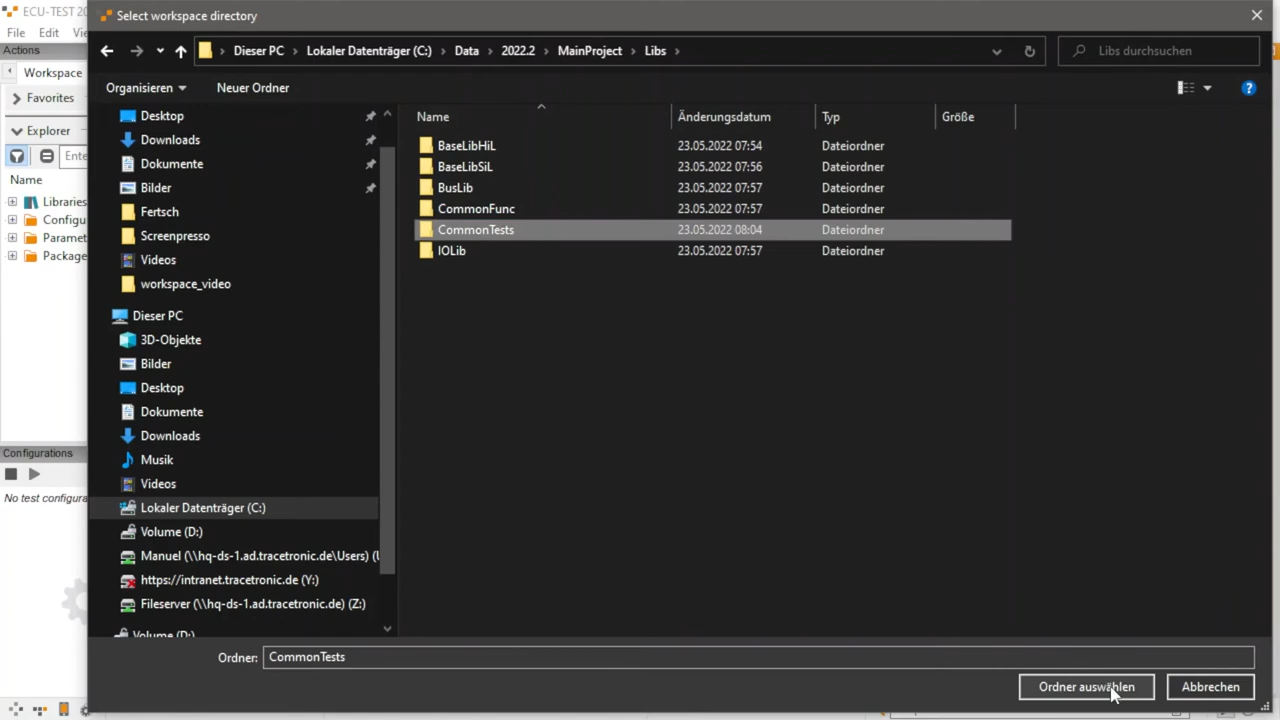 ECU-TEST 20
Select workspace directory
File Edit Vie
Actions
Dieser PC Lokaler Datenträger (C:) Data 2022.2 MainProject Libs
Libs durchsuchen
Workspace
Organisieren Neuer Ordner
Favorites
Explorer
Ente
Name
Libraries
Configu
Paramet
Package
Desktop
Downloads
Dokumente
Bilder
Fertsch
Screenpresso
Videos
workspace_video
Dieser PC
3D-Objekte
Bilder
Desktop
Dokumente
Downloads
Musik
Videos
Lokaler Datenträger (C:)
Volume (D:)
Manuel (\\hq-ds-1.ad.tracetronic.de\Users) (U
https://intranet.tracetronic.de (Y:)
Fileserver (\\hq-ds-1.ad.tracetronic.de) (Z:)
Volume (D:)
Name Änderungsdatum Typ Größe
BaseLibHiL 23.05.2022 07:54 Dateiordner
BaseLibSiL 23.05.2022 07:56 Dateiordner
BusLib 23.05.2022 07:57 Dateiordner
CommonFunc 23.05.2022 07:57 Dateiordner
CommonTests 23.05.2022 08:04 Dateiordner
IOLib 23.05.2022 07:57 Dateiordner
Configurations
No test configura
Ordner: CommonTests
Ordner auswählen Abbrechen